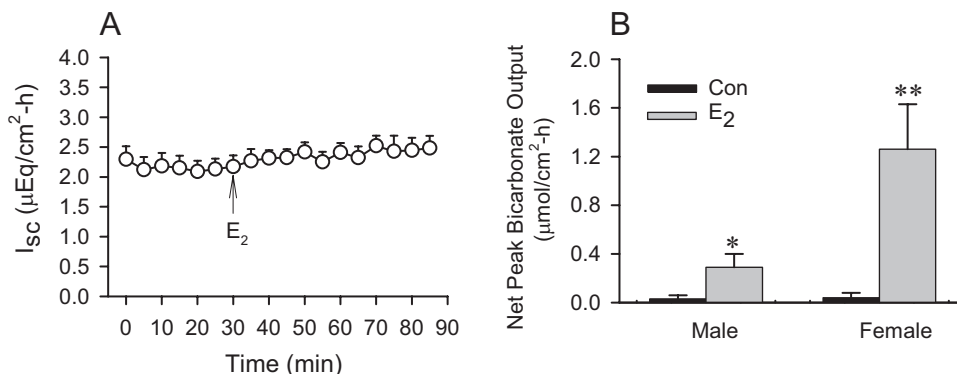 A
I_SC (μEq/cm²-h)
4.0
3.5
3.0
2.5
2.0
1.5
1.0
0.5
0.0
E₂
0 10 20 30 40 50 60 70 80 90
Time (min)
B
Net Peak Bicarbonate Output
(μmol/cm²-h)
2.0
1.6
1.2
0.8
0.4
0.0
Con
E₂
*
**
Male Female